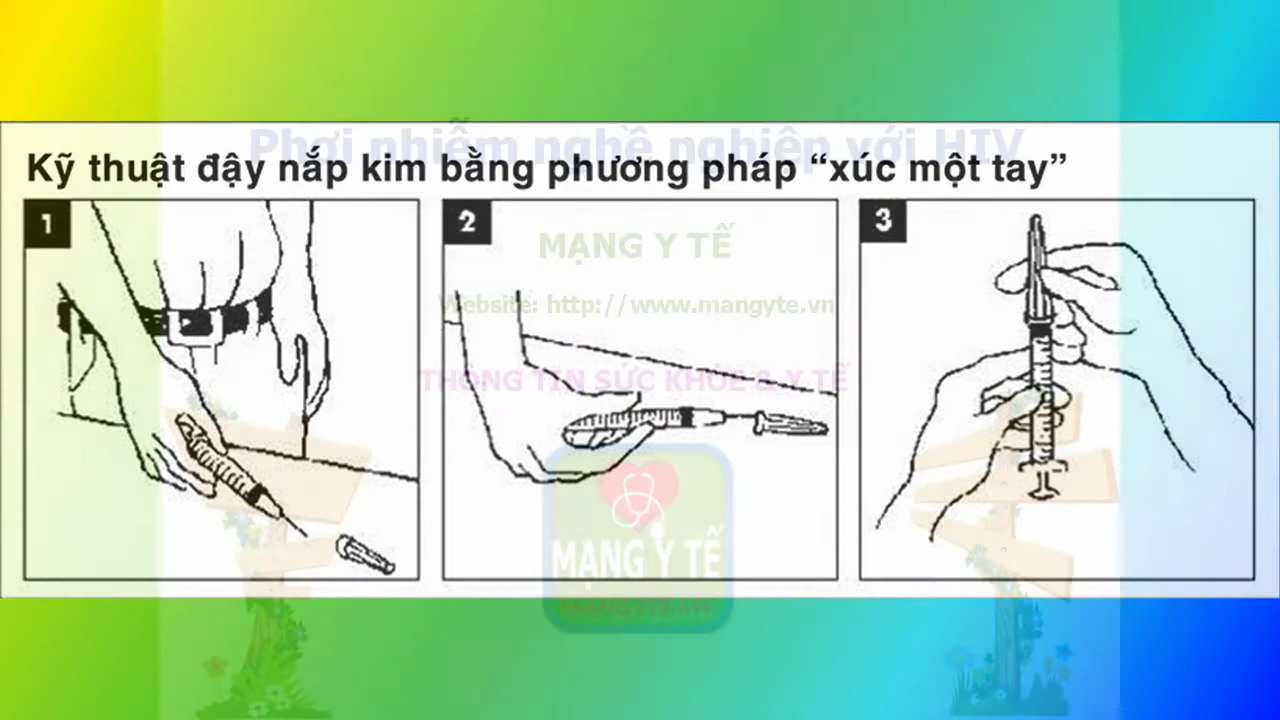 Phơi nhiễm nghề nghiệp với HIV
Kỹ thuật đậy nắp kim bằng phương pháp “xúc một tay”
1
2
3
MẠNG Y TẾ
Website: http://www.mangyte.vn
THÔNG TIN SỨC KHỎE & Y TẾ
MẠNG Y TẾ
MANGYTE.VN